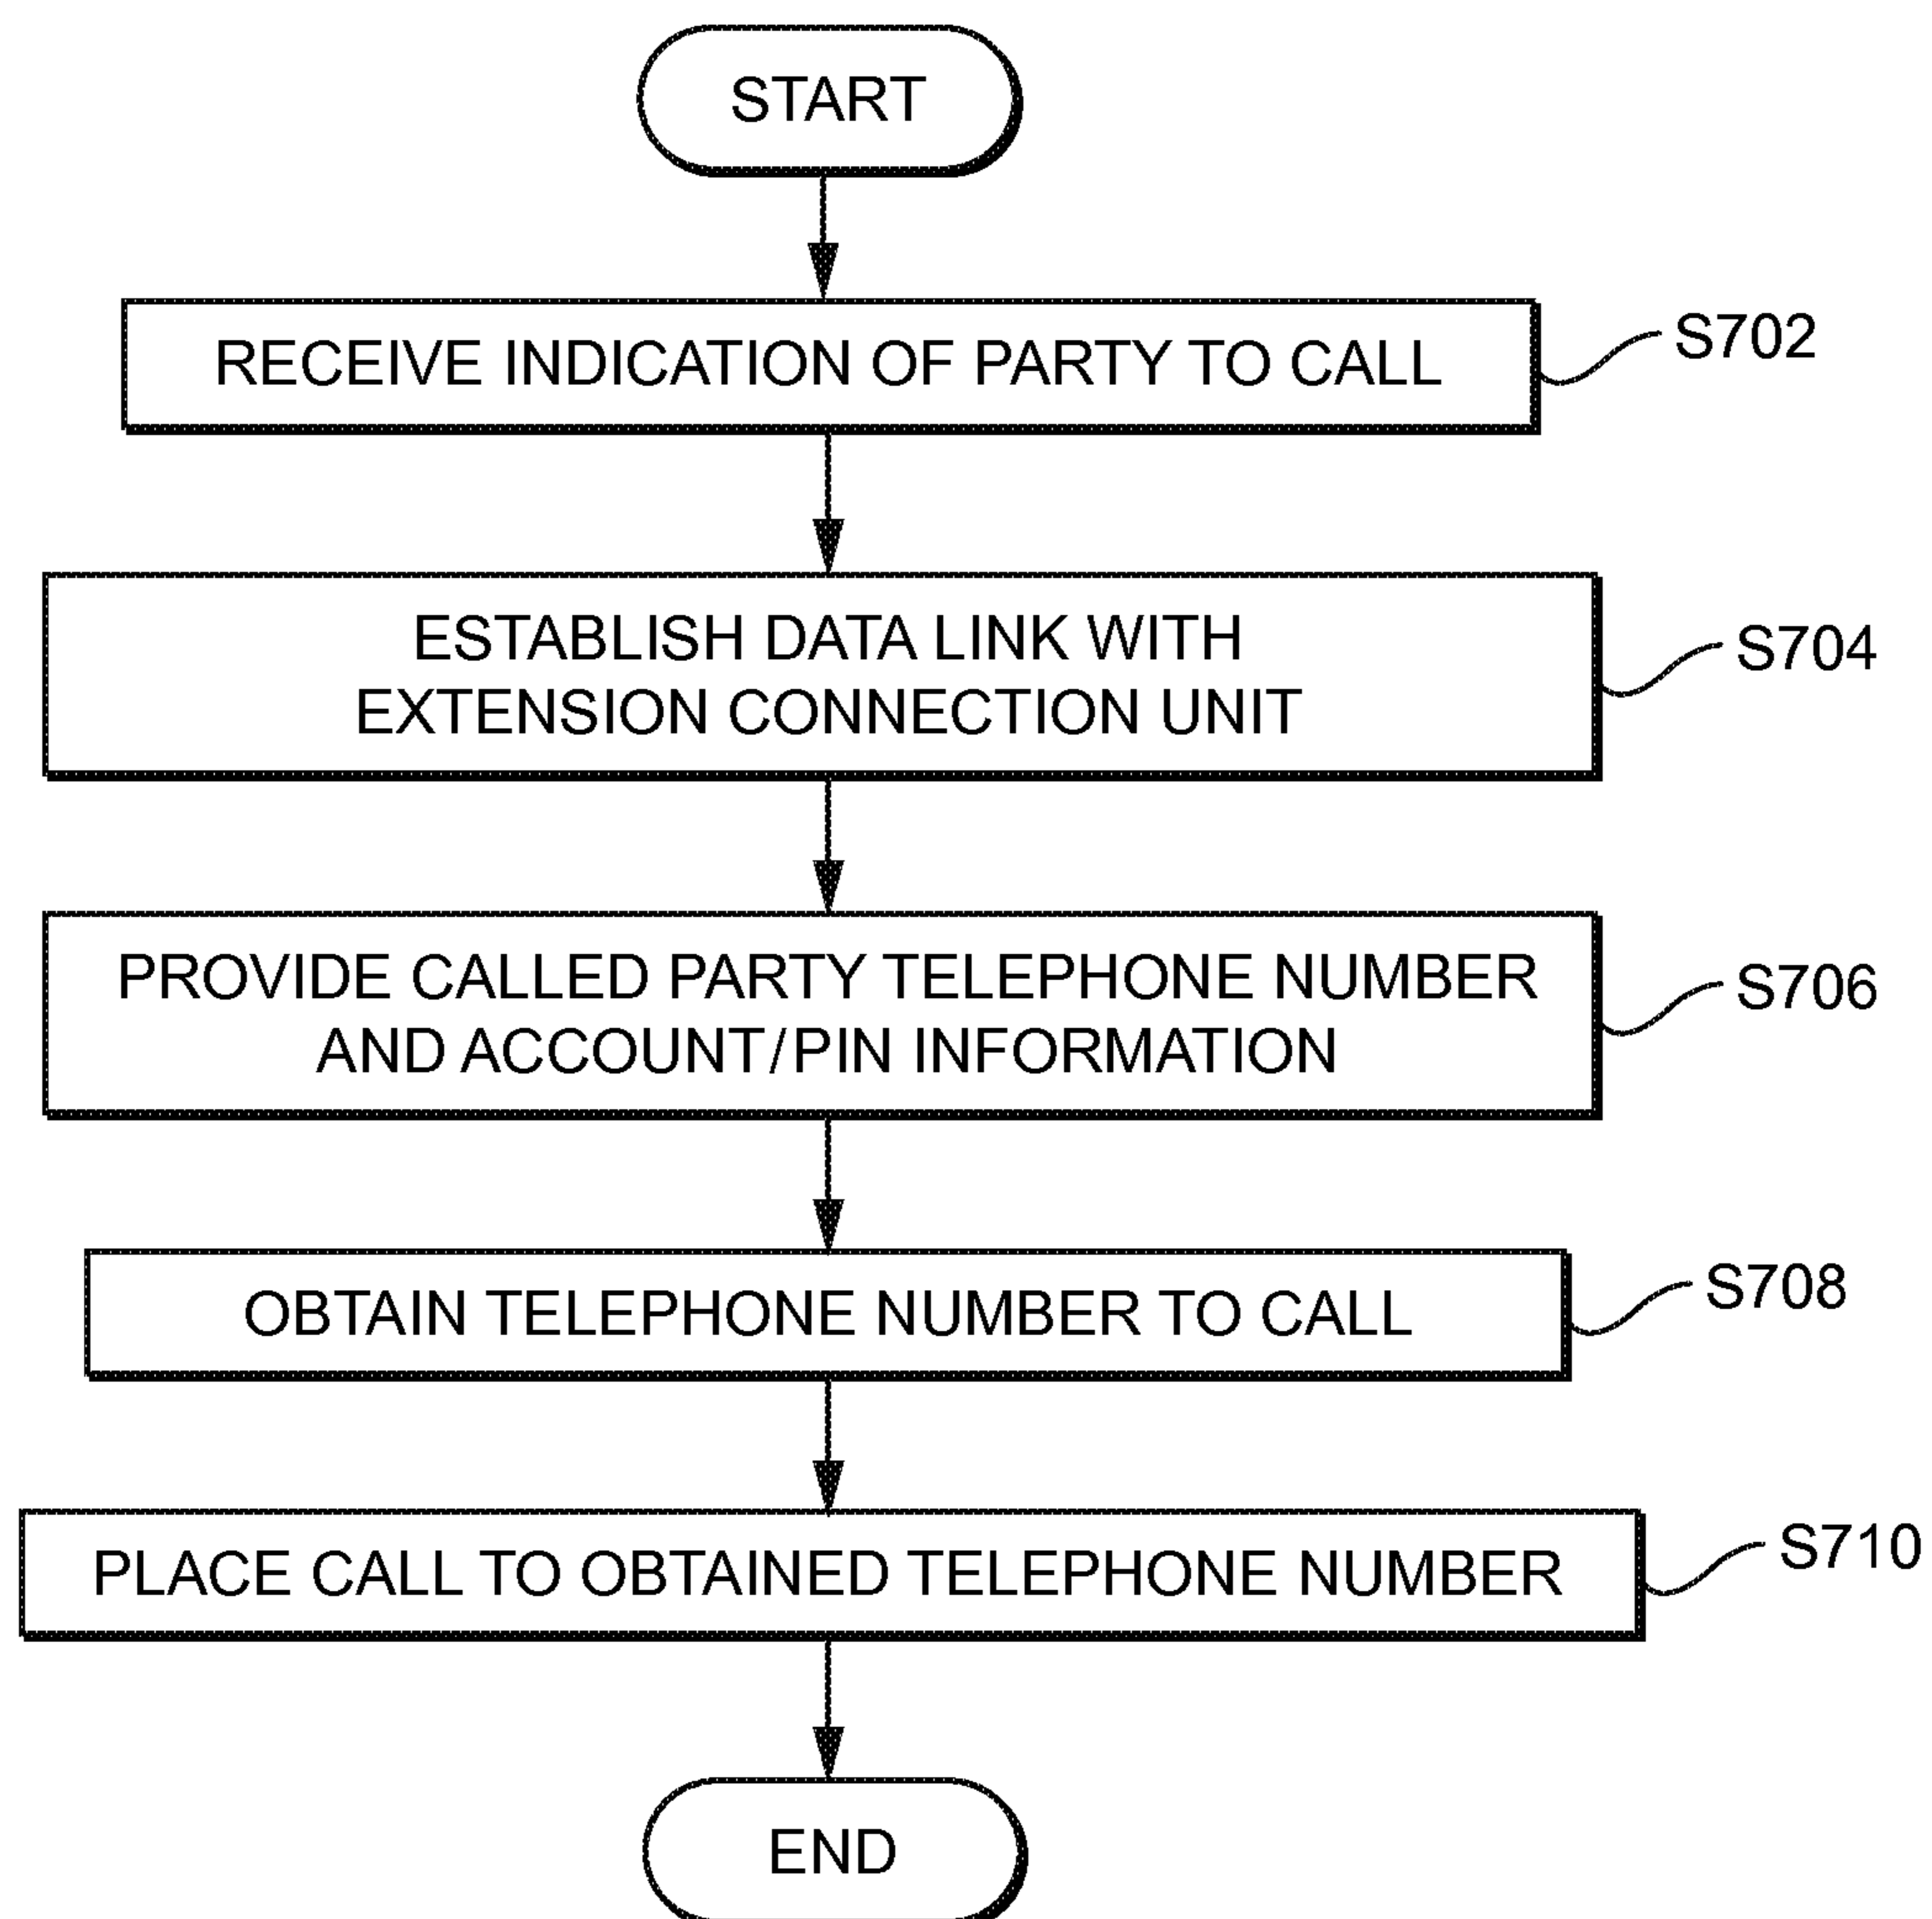 START
RECEIVE INDICATION OF PARTY TO CALL
S702
ESTABLISH DATA LINK WITH
EXTENSION CONNECTION UNIT
S704
PROVIDE CALLED PARTY TELEPHONE NUMBER
AND ACCOUNT/PIN INFORMATION
S706
OBTAIN TELEPHONE NUMBER TO CALL
S708
PLACE CALL TO OBTAINED TELEPHONE NUMBER
S710
END